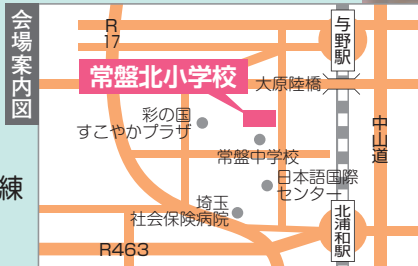 会場案内図
R
17
与野駅
常盤北小学校
大原陸橋
彩の国
すこやかプラザ
中山道
常盤中学校
日本語国際
センター
練
埼玉
社会保険病院
北浦和駅
R463